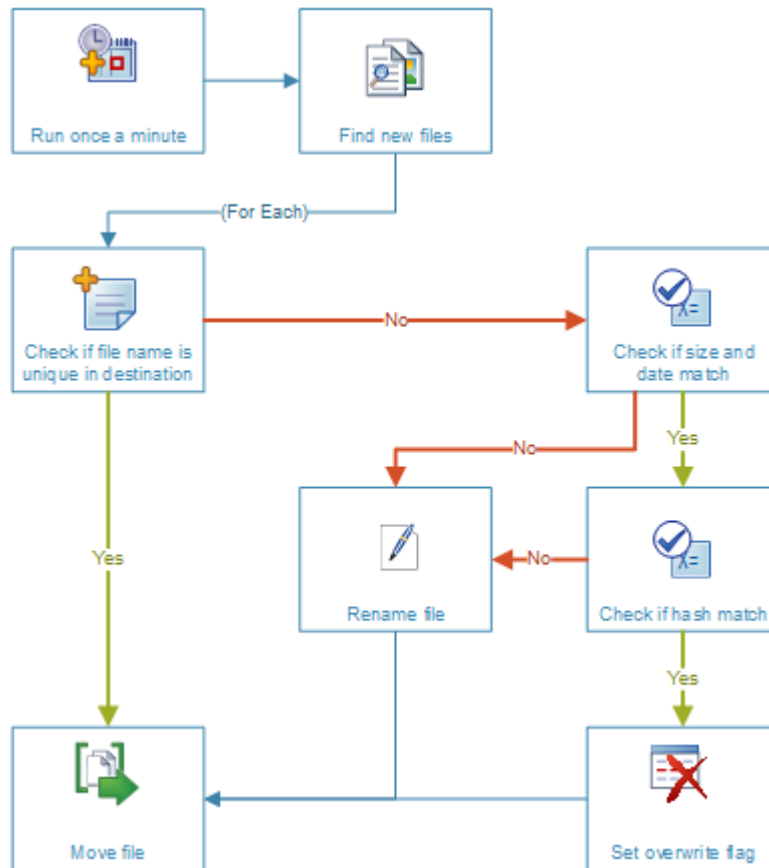 Run once a minute
Find new files
(For Each)
Check if file name is
unique in destination
No
Check if size and
date match
No
Yes
Yes
Rename file
No
Check if hash match
Yes
Move file
Set overwrite flag